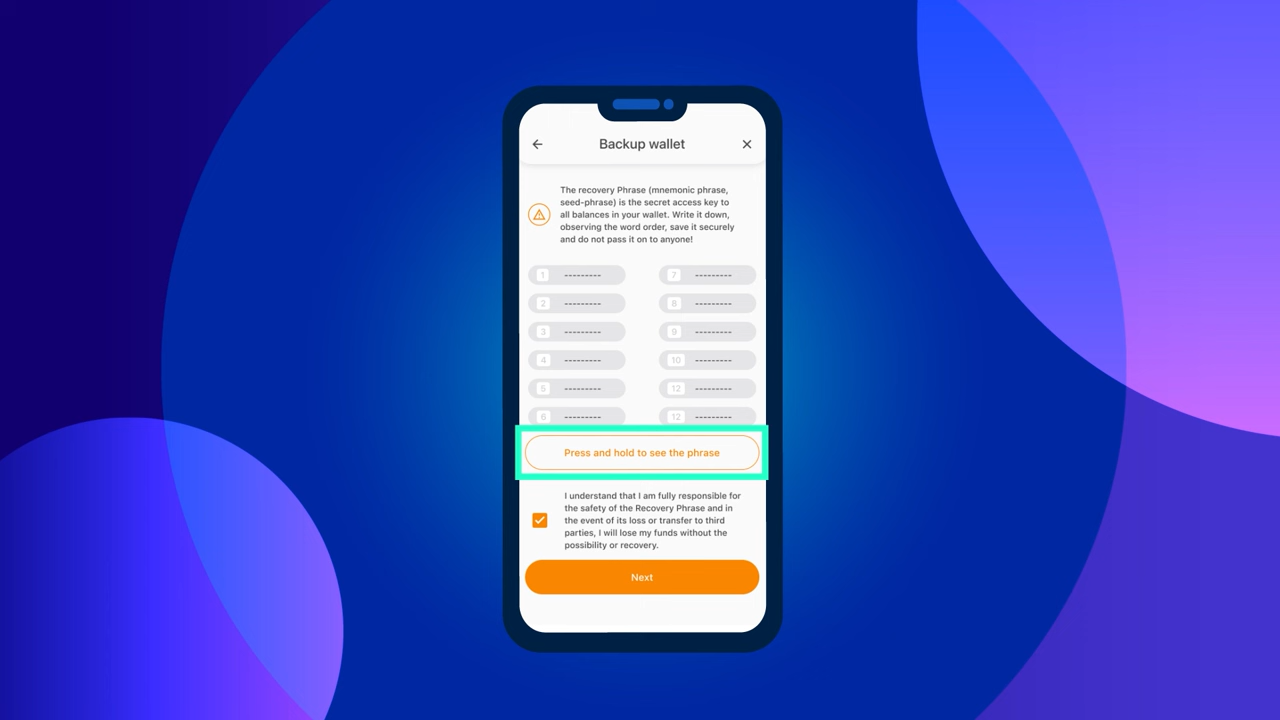 Backup wallet
The recovery Phrase (mnemonic phrase,
seed-phrase) is the secret access key to
all balances in your wallet. Write it down,
observing the word order, save it securely
and do not pass it on to anyone!
1 ---------
7 ---------
2 ---------
8 ---------
3 ---------
9 ---------
4 ---------
10 ---------
5 ---------
12 ---------
6 ---------
12 ---------
Press and hold to see the phrase
I understand that I am fully responsible for
the safety of the Recovery Phrase and in
the event of its loss or transfer to third
parties, I will lose my funds without the
possibility or recovery.
Next